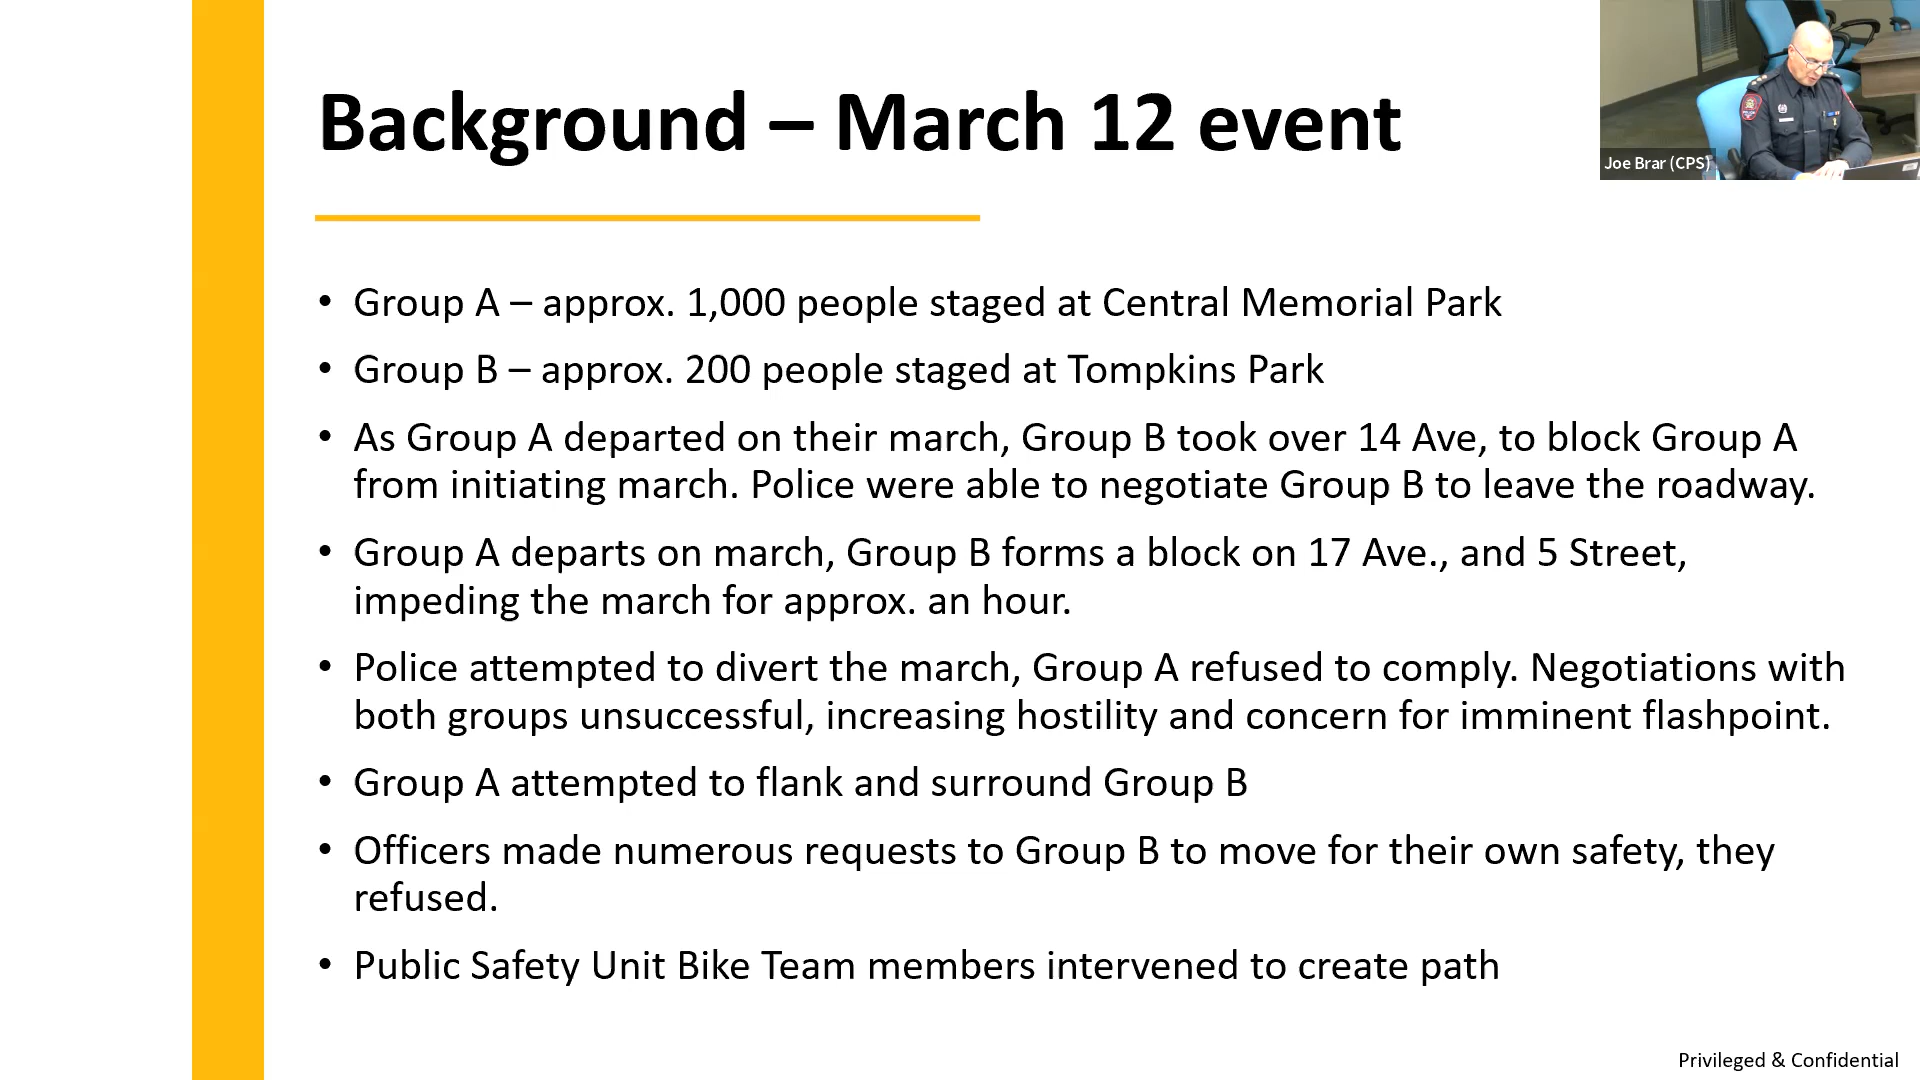 Background – March 12 event
Joe Brar (CPS)
• Group A – approx. 1,000 people staged at Central Memorial Park
• Group B – approx. 200 people staged at Tompkins Park
• As Group A departed on their march, Group B took over 14 Ave, to block Group A
from initiating march. Police were able to negotiate Group B to leave the roadway.
• Group A departs on march, Group B forms a block on 17 Ave., and 5 Street,
impeding the march for approx. an hour.
• Police attempted to divert the march, Group A refused to comply. Negotiations with
both groups unsuccessful, increasing hostility and concern for imminent flashpoint.
• Group A attempted to flank and surround Group B
• Officers made numerous requests to Group B to move for their own safety, they
refused.
• Public Safety Unit Bike Team members intervened to create path
Privileged & Confidential